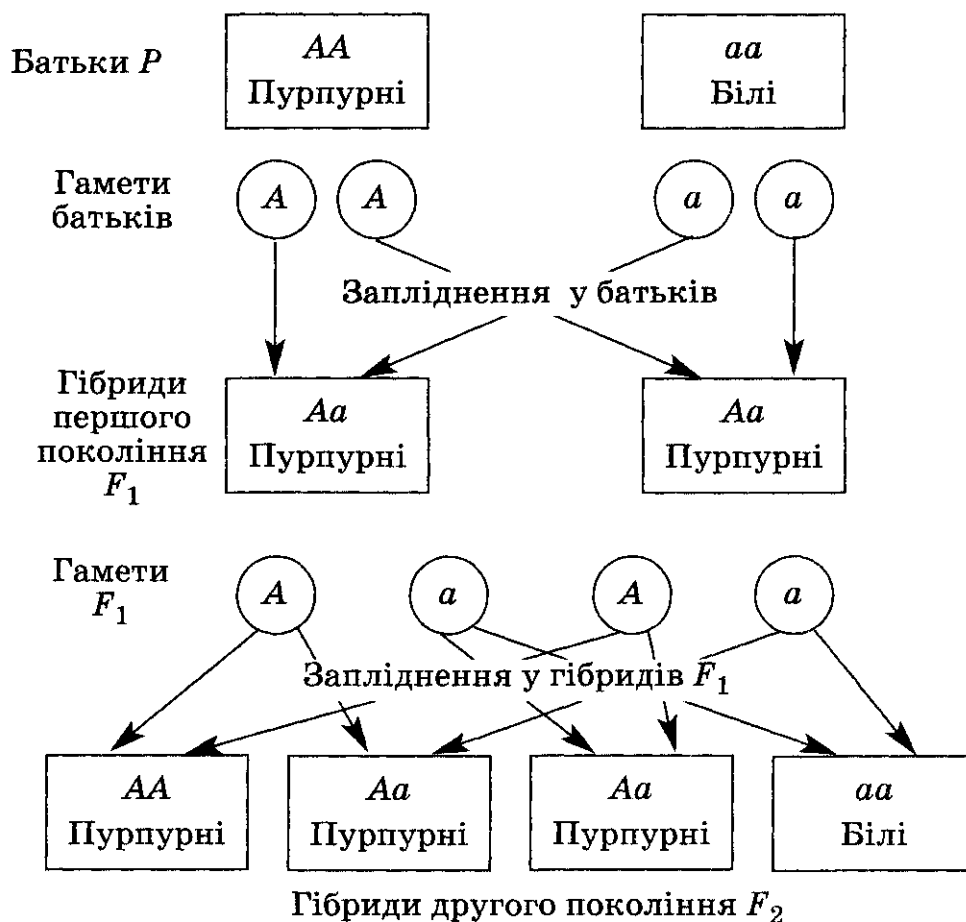 Батьки P
AA
Пурпурні
aa
Білі
Гамети
батьків
A A a a
Запліднення у батьків
Гібриди
першого
покоління
F₁
Aa
Пурпурні
Aa
Пурпурні
Гамети
F₁
A a A a
Запліднення у гібридів F₁
AA
Пурпурні
Aa
Пурпурні
Aa
Пурпурні
aa
Білі
Гібриди другого покоління F₂